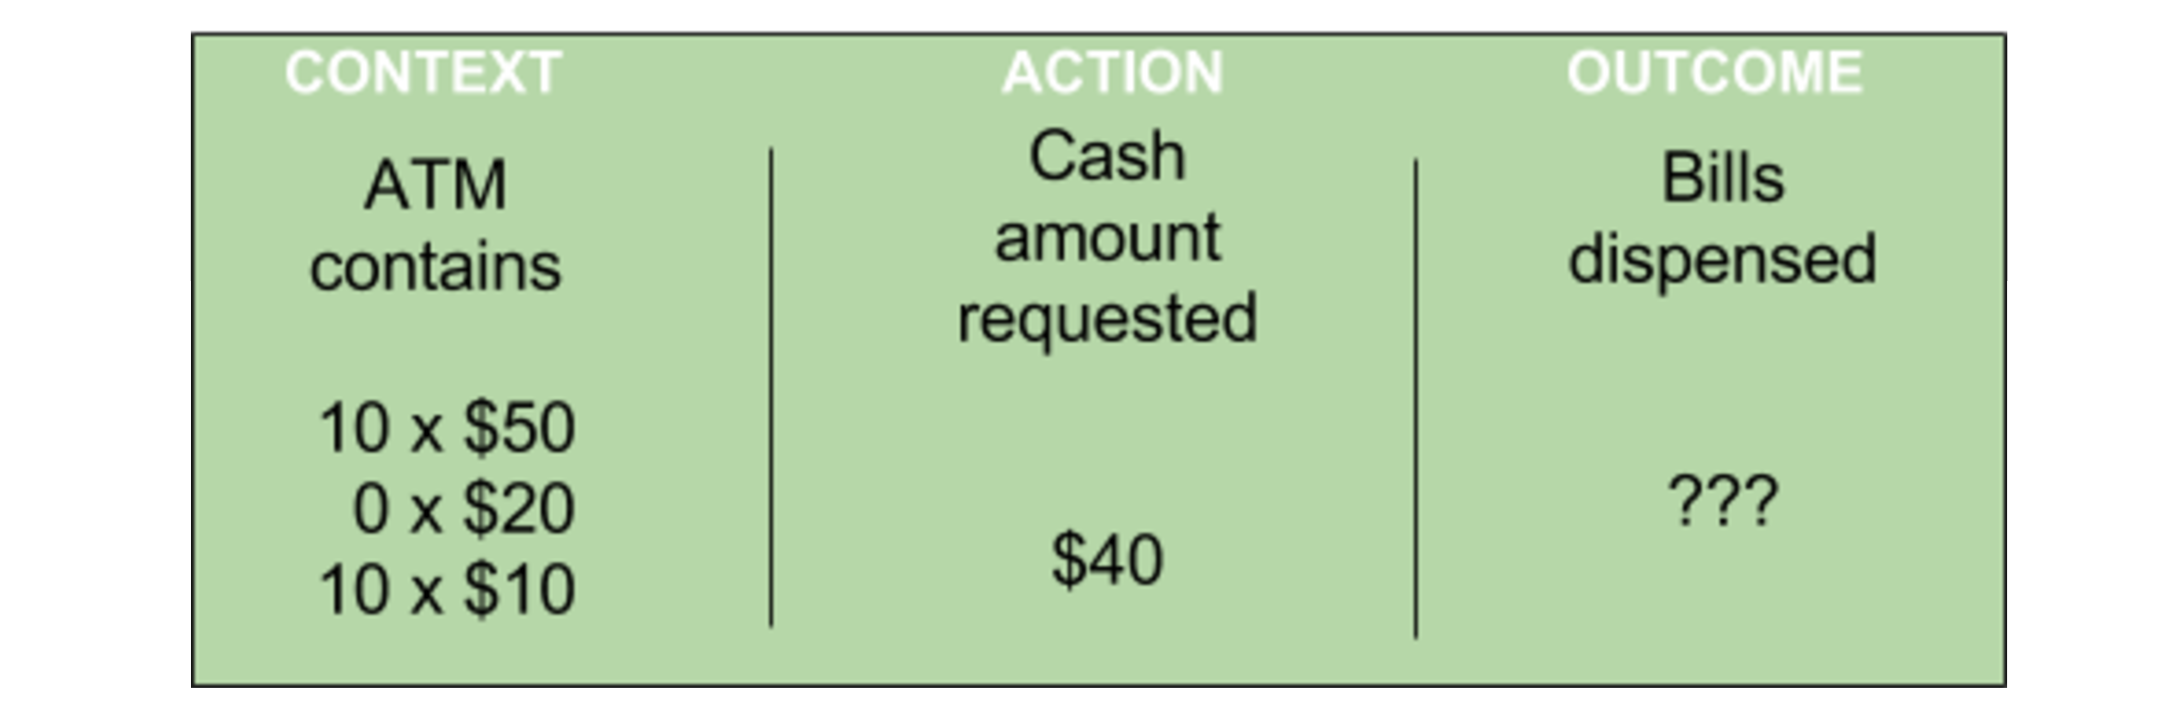 CONTEXT
ATM
contains
10 x $50
0 x $20
10 x $10
ACTION
Cash
amount
requested
$40
OUTCOME
Bills
dispensed
???